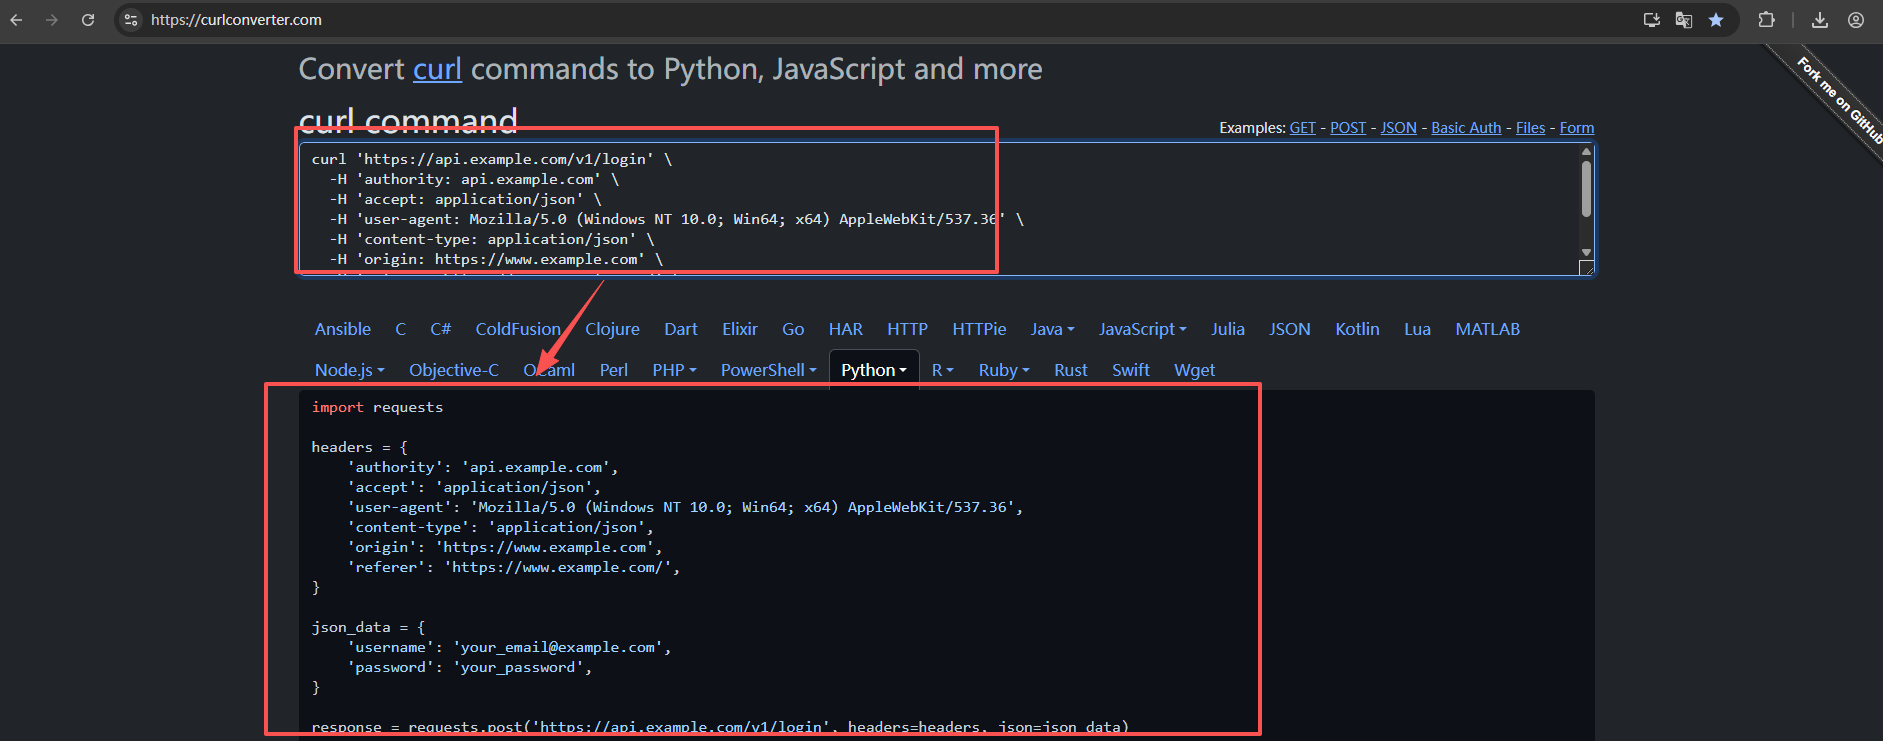 https://curlconverter.com
Fork me on GitHub
Convert curl commands to Python, JavaScript and more
curl command
Examples: GET - POST - JSON - Basic Auth - Files - Form
curl 'https://api.example.com/v1/login' \
-H 'authority: api.example.com' \
-H 'accept: application/json' \
-H 'user-agent: Mozilla/5.0 (Windows NT 10.0; Win64; x64) AppleWebKit/537.36' \
-H 'content-type: application/json' \
-H 'origin: https://www.example.com' \
Ansible C C# ColdFusion Clojure Dart Elixir Go HAR HTTP HTTPie Java JavaScript Julia JSON Kotlin Lua MATLAB
Node.js Objective-C OCaml Perl PHP PowerShell Python R Ruby Rust Swift Wget
import requests
headers = {
'authority': 'api.example.com',
'accept': 'application/json',
'user-agent': 'Mozilla/5.0 (Windows NT 10.0; Win64; x64) AppleWebKit/537.36',
'content-type': 'application/json',
'origin': 'https://www.example.com',
'referer': 'https://www.example.com/',
}
json_data = {
'username': 'your_email@example.com',
'password': 'your_password',
}
response = requests.post('https://api.example.com/v1/login', headers=headers, json=json_data)